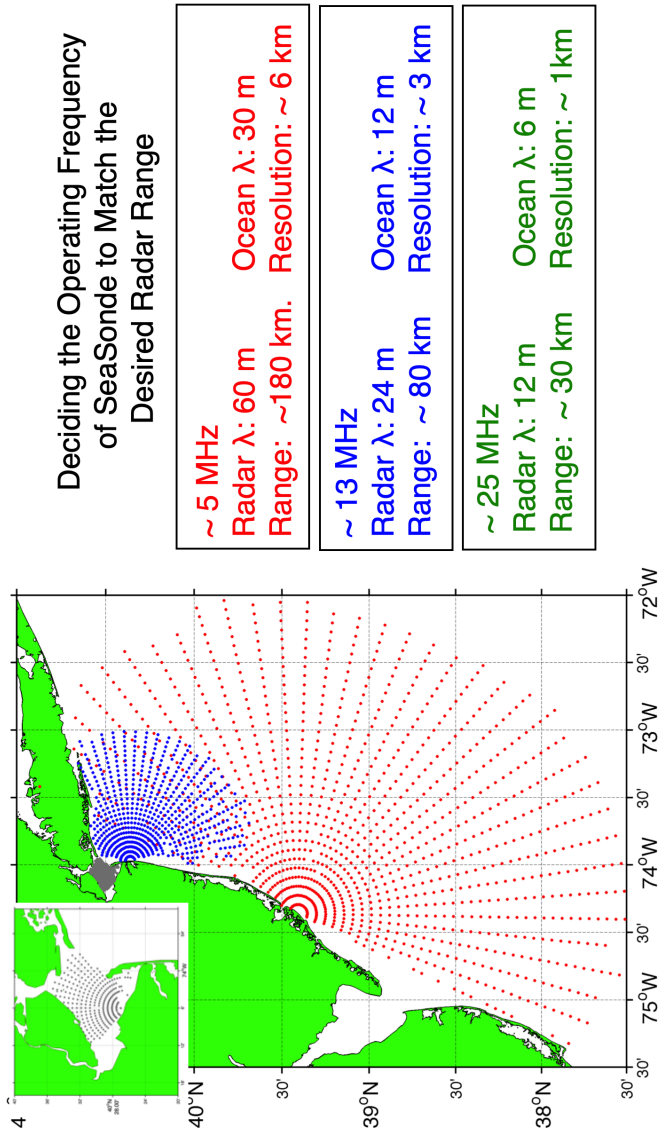 Deciding the Operating Frequency
of SeaSonde to Match the
Desired Radar Range
~ 5 MHz
Radar λ: 60 m Ocean λ: 30 m
Range: ~180 km. Resolution: ~ 6 km
~ 13 MHz
Radar λ: 24 m Ocean λ: 12 m
Range: ~ 80 km Resolution: ~ 3 km
~ 25 MHz
Radar λ: 12 m Ocean λ: 6 m
Range: ~ 30 km Resolution: ~ 1km
4
40°N
30'
39°N
30'
38°N
30'
30'
75°W
30'
74°W
30'
73°W
30'
72°W